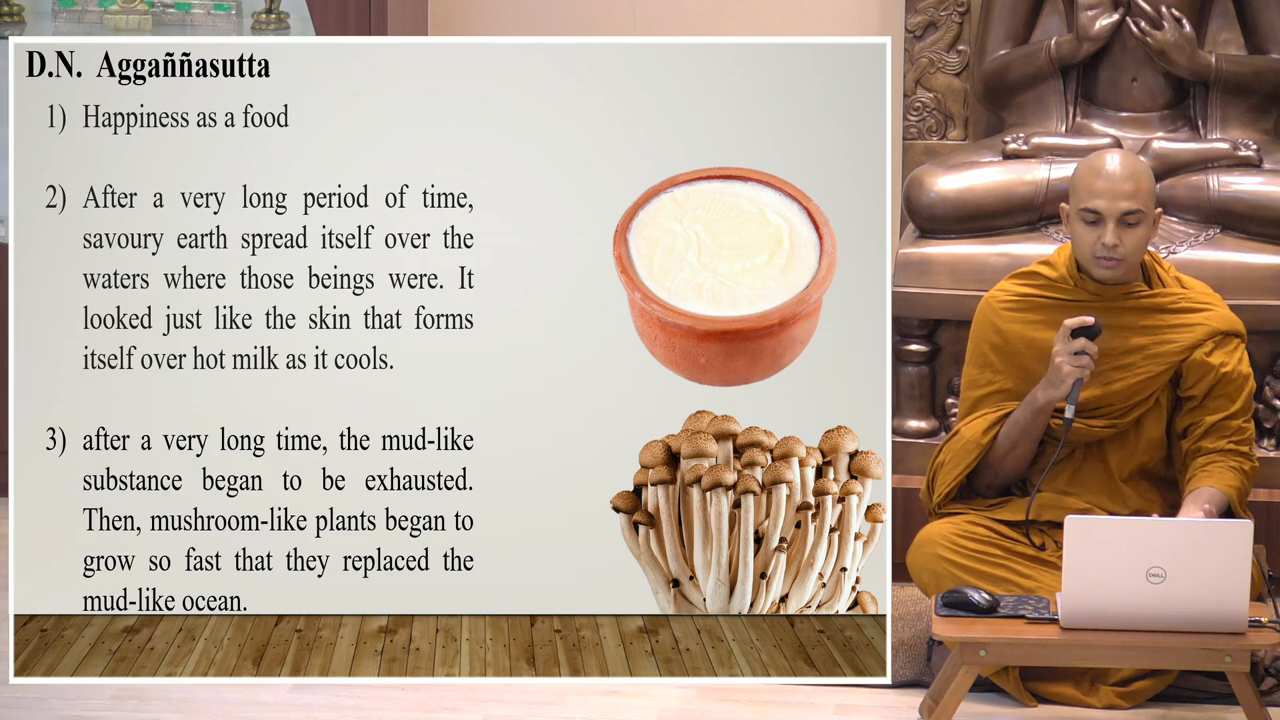 D.N. Aggaññasutta
1) Happiness as a food
2) After a very long period of time,
savoury earth spread itself over the
waters where those beings were. It
looked just like the skin that forms
itself over hot milk as it cools.
3) after a very long time, the mud-like
substance began to be exhausted.
Then, mushroom-like plants began to
grow so fast that they replaced the
mud-like ocean.
DELL